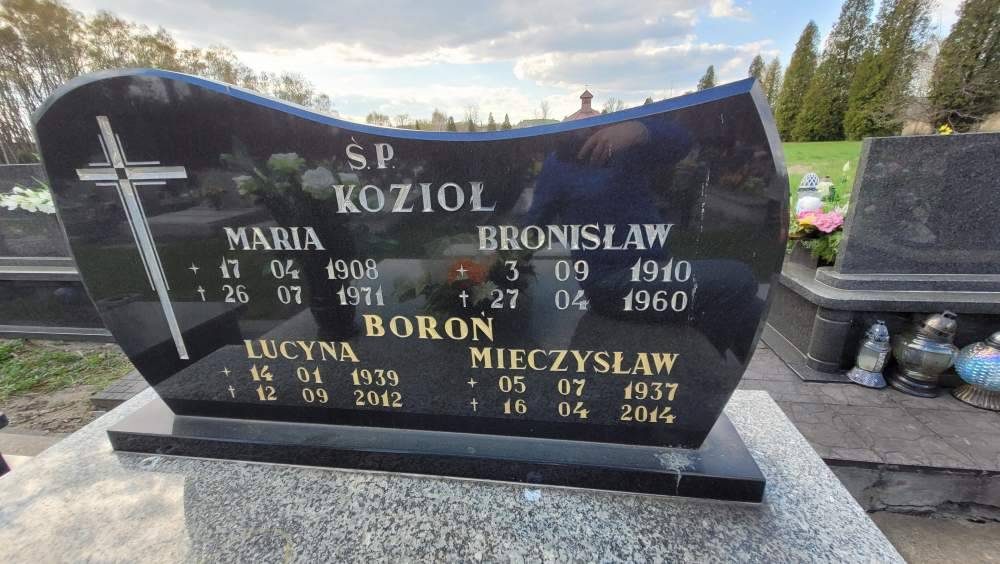 Ś.P.
KOZIOŁ
MARIA BRONISŁAW
+ 17 04 1908 + 3 09 1910
† 26 07 1971 † 27 04 1960
BOROŃ
LUCYNA MIECZYSŁAW
+ 14 01 1939 + 05 07 1937
† 12 09 2012 † 16 04 2014